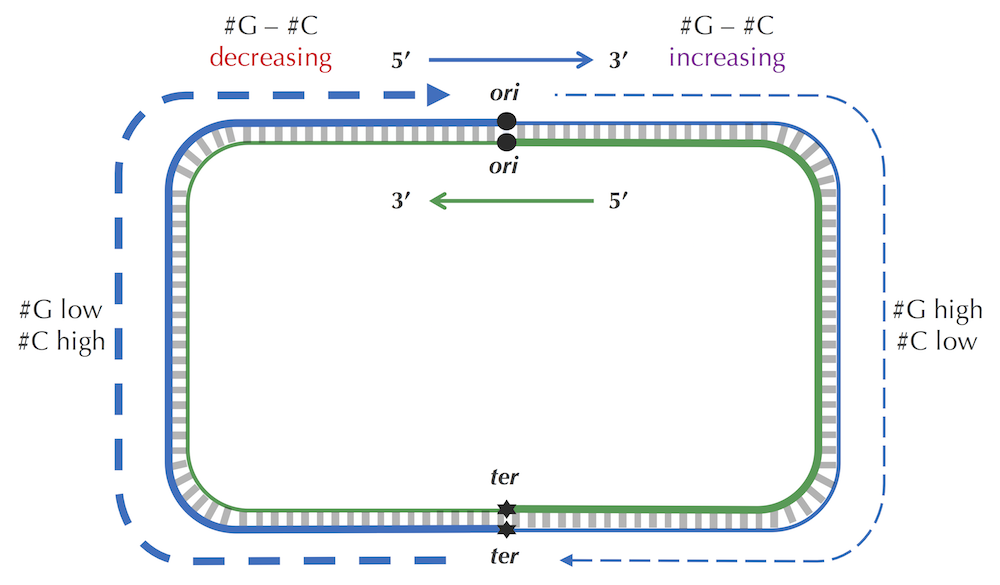 #G – #C
decreasing
5′
3′
#G – #C
increasing
ori
ori
3′
5′
#G low
#C high
#G high
#C low
ter
ter